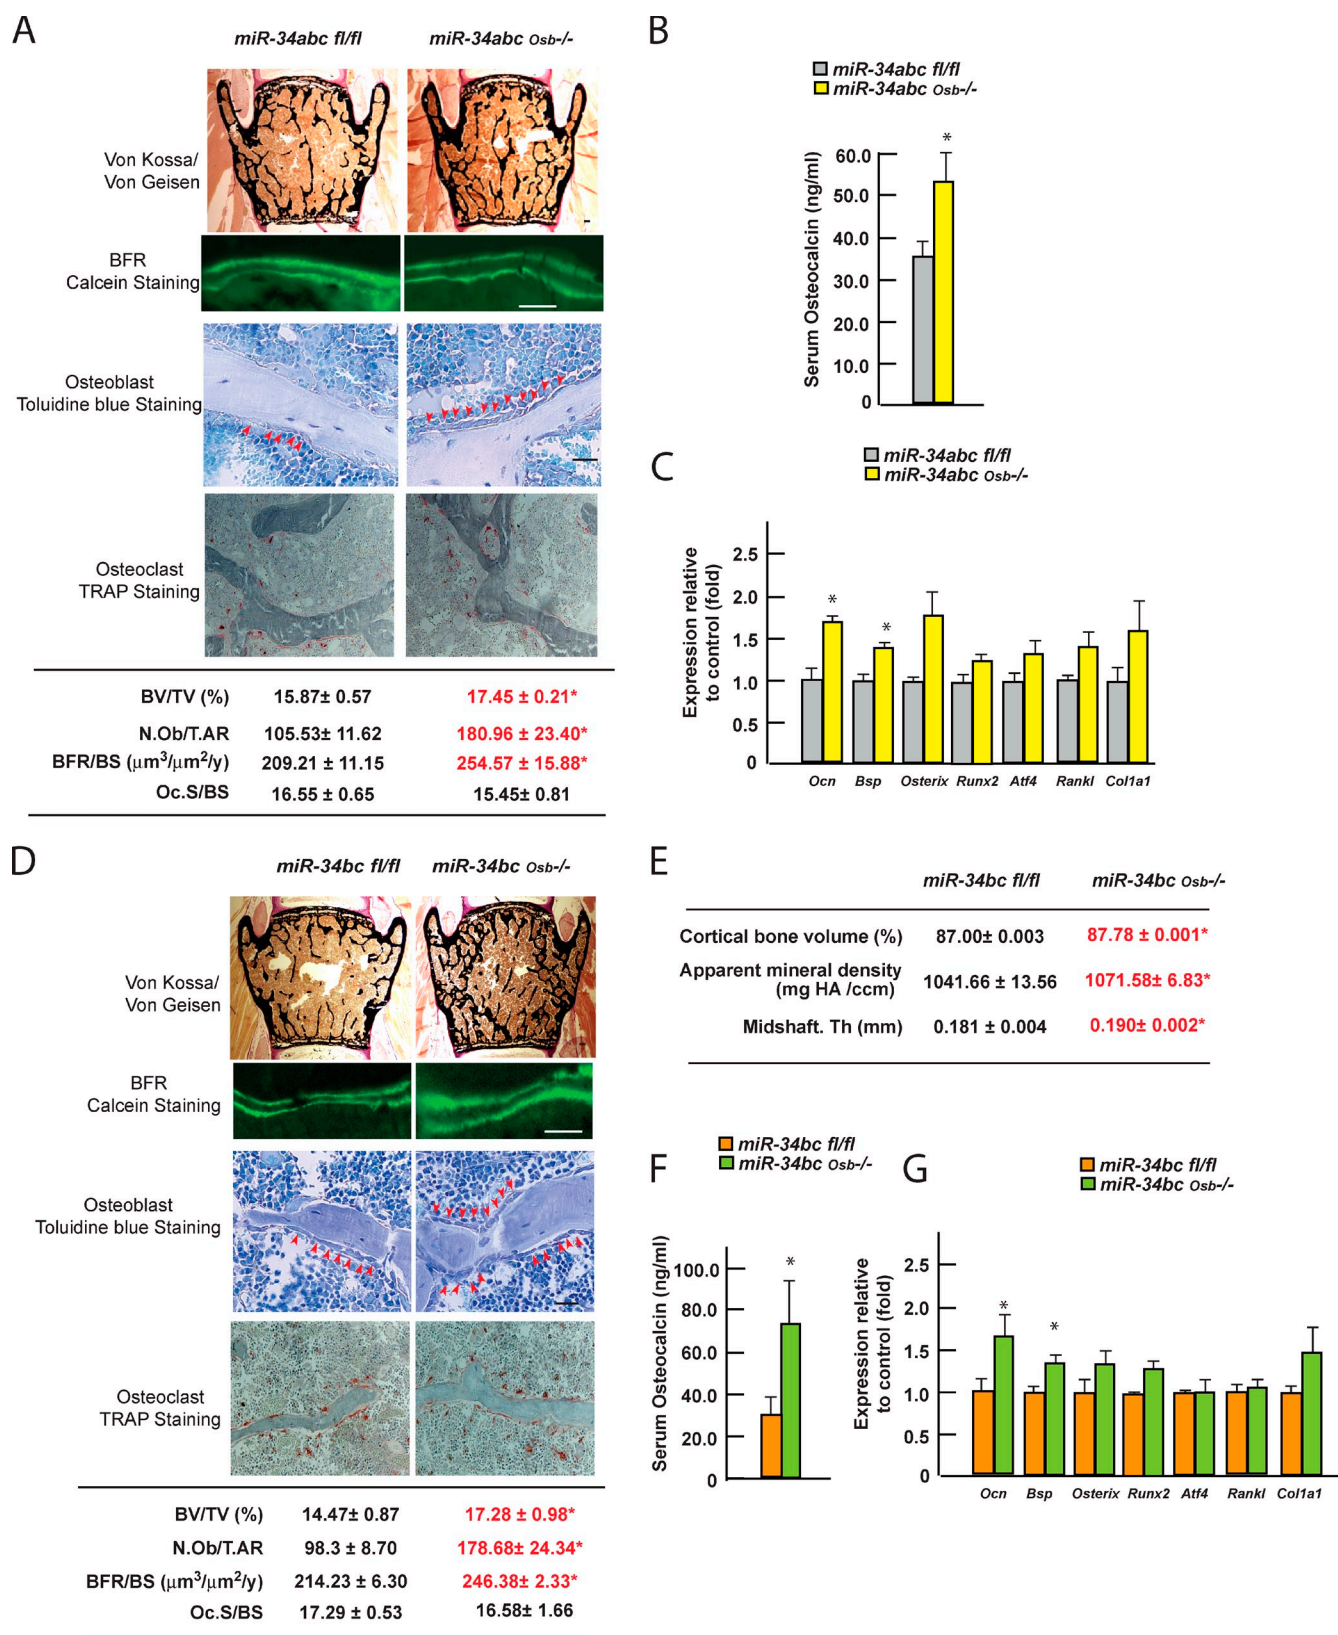 A
miR-34abc fl/fl
miR-34abc Osb-/-
Von Kossa/
Von Geisen
BFR
Calcein Staining
Osteoblast
Toluidine blue Staining
Osteoclast
TRAP Staining
BV/TV (%) 15.87± 0.57 17.45 ± 0.21*
N.Ob/T.AR 105.53± 11.62 180.96 ± 23.40*
BFR/BS (μm³/μm²/y) 209.21 ± 11.15 254.57 ± 15.88*
Oc.S/BS 16.55 ± 0.65 15.45± 0.81
B
miR-34abc fl/fl
miR-34abc Osb-/-
Serum Osteocalcin (ng/ml)
60.0
50.0
40.0
30.0
20.0
10.0
0
*
C
miR-34abc fl/fl
miR-34abc Osb-/-
Expression relative
to control (fold)
2.5
2.0
1.5
1.0
0.5
0
*
*
Ocn Bsp Osterix Runx2 Atf4 Rankl Col1a1
D
miR-34bc fl/fl
miR-34bc Osb-/-
Von Kossa/
Von Geisen
BFR
Calcein Staining
Osteoblast
Toluidine blue Staining
Osteoclast
TRAP Staining
BV/TV (%) 14.47± 0.87 17.28 ± 0.98*
N.Ob/T.AR 98.3 ± 8.70 178.68± 24.34*
BFR/BS (μm³/μm²/y) 214.23 ± 6.30 246.38± 2.33*
Oc.S/BS 17.29 ± 0.53 16.58± 1.66
E
miR-34bc fl/fl miR-34bc Osb-/-
Cortical bone volume (%) 87.00± 0.003 87.78 ± 0.001*
Apparent mineral density
(mg HA /ccm) 1041.66 ± 13.56 1071.58± 6.83*
Midshaft. Th (mm) 0.181 ± 0.004 0.190± 0.002*
F
miR-34bc fl/fl
miR-34bc Osb-/-
Serum Osteocalcin (ng/ml)
100.0
80.0
60.0
40.0
20.0
0
*
G
miR-34bc fl/fl
miR-34bc Osb-/-
Expression relative
to control (fold)
2.5
2.0
1.5
1.0
0.5
0
*
*
Ocn Bsp Osterix Runx2 Atf4 Rankl Col1a1